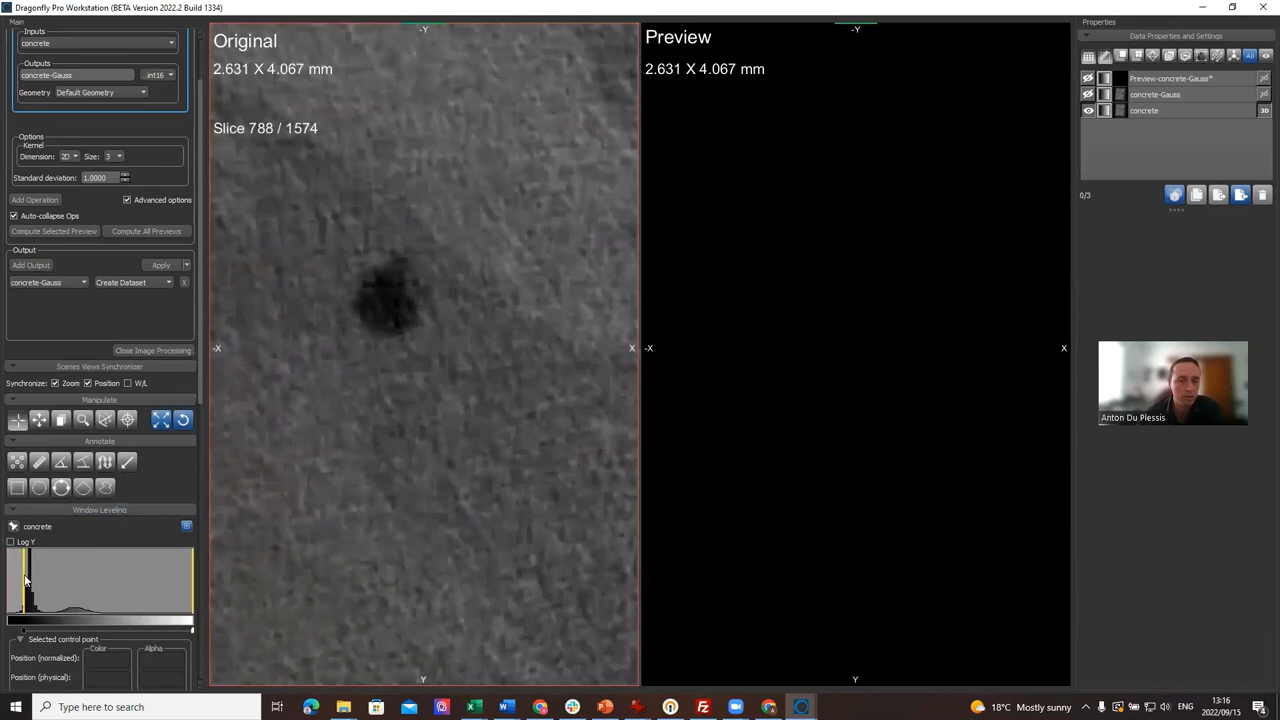 Dragonfly Pro Workstation (BETA Version 2022.2 Build 1334)
Main
Inputs
concrete
Outputs
concrete-Gauss
int16
Geometry
Default Geometry
Options
Kernel
Dimension:
2D
Size:
3
Standard deviation:
1.0000
Add Operation
Advanced options
Auto-collapse Ops
Compute Selected Preview
Compute All Previews
Output
Add Output
Apply
concrete-Gauss
Create Dataset
X
Close Image Processing
Scenes Views Synchronizer
Synchronize:
Zoom
Position
W/L
Manipulate
Annotate
Window Leveling
concrete
Log Y
Selected control point
Color
Alpha
Position (normalized):
Position (physical):
Original
2.631 X 4.067 mm
Slice 788 / 1574
-Y
-X
X
Y
Preview
2.631 X 4.067 mm
-Y
-X
X
Y
Properties
Data Properties and Settings
All
Preview-concrete-Gauss*
concrete-Gauss
concrete
3D
0/3
Anton Du Plessis
Type here to search
18°C Mostly sunny
ENG
13:16
2022/09/15